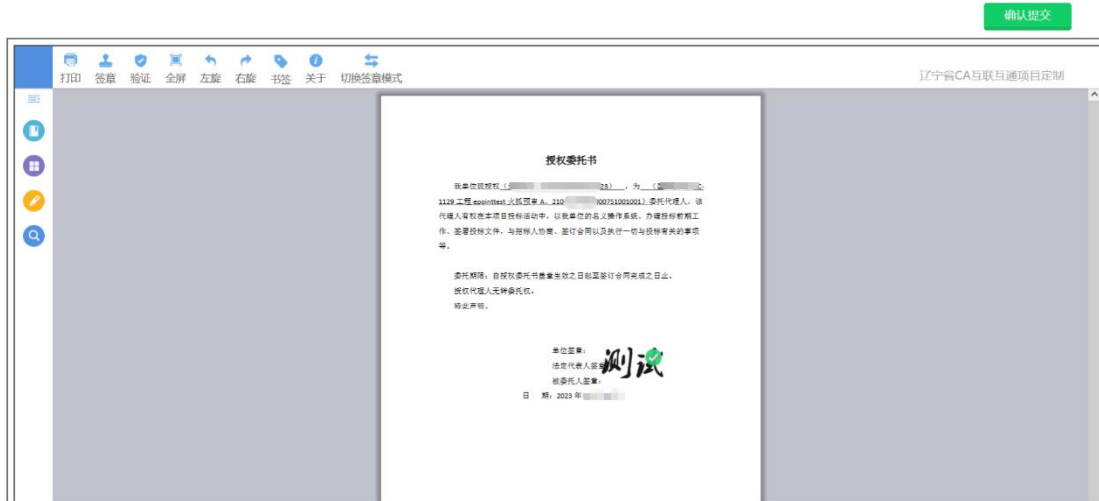 确认提交
打印 签章 验证 全屏 左旋 右旋 书签 关于 切换签章模式
辽宁省CA互联互通项目定制
授权委托书
我单位现授权（ 23），为（ C-
1129 工程 epointtest 火狐预审 A，210 00751001001）委托代理人，该
代理人有权在本项目投标活动中，以我单位的名义操作系统、办理投标前期工
作、签署投标文件、与招标人协商、签订合同以及执行一切与投标有关的事项
等。
委托期限：自授权委托书盖章生效之日起至签订合同完成之日止。
授权代理人无转委托权。
特此声明。
单位签章：
法定代表人签 测试
被委托人签章：
日 期：2023 年